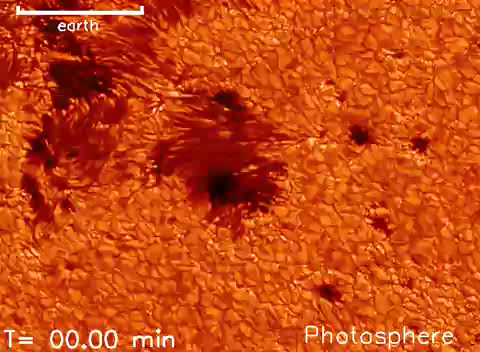 earth
T= 00.00 min
Photosphere